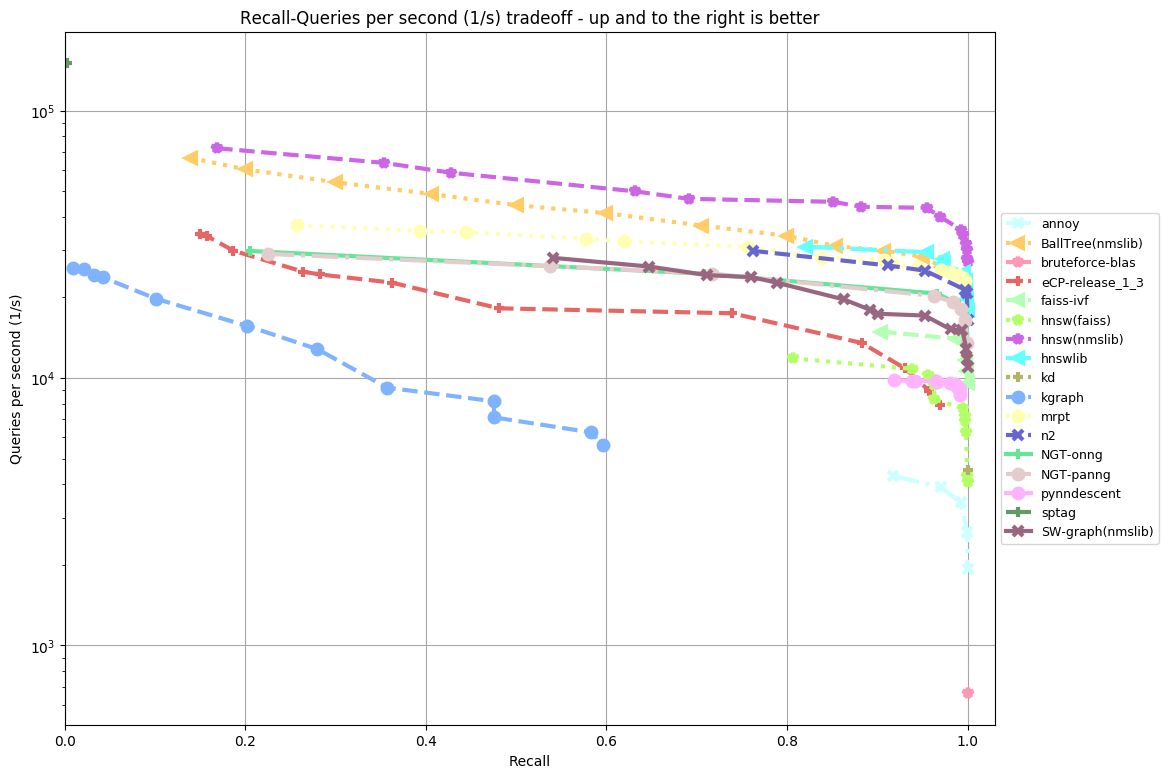 Recall-Queries per second (1/s) tradeoff - up and to the right is better
Queries per second (1/s)
10^5
10^4
10^3
0.0 0.2 0.4 0.6 0.8 1.0
Recall
annoy
BallTree(nmslib)
bruteforce-blas
eCP-release_1_3
faiss-ivf
hnsw(faiss)
hnsw(nmslib)
hnswlib
kd
kgraph
mrpt
n2
NGT-onng
NGT-panng
pynndescent
sptag
SW-graph(nmslib)